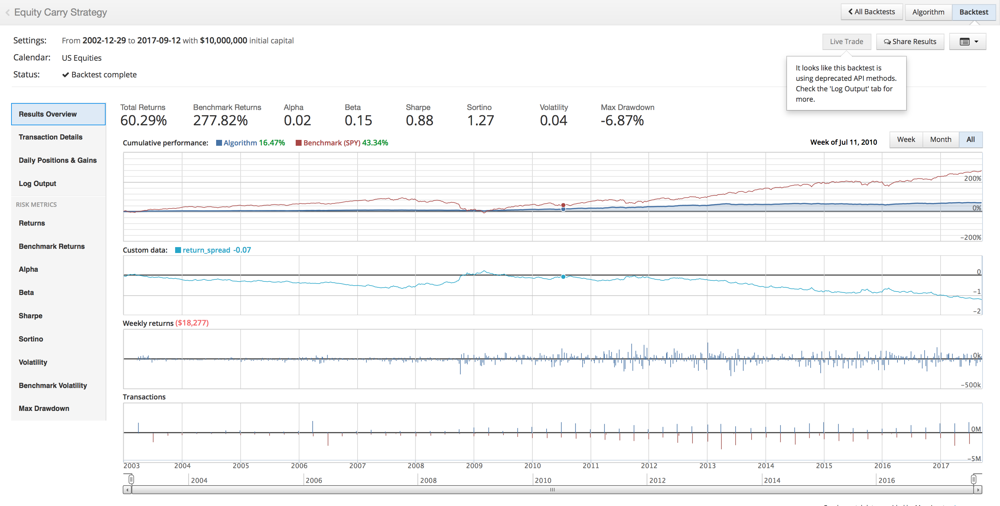 Equity Carry Strategy
All Backtests
Algorithm
Backtest
Settings: From 2002-12-29 to 2017-09-12 with $10,000,000 initial capital
Live Trade
Share Results
Calendar: US Equities
Status: Backtest complete
It looks like this backtest is
using deprecated API methods.
Check the 'Log Output' tab for
more.
Results Overview
Transaction Details
Daily Positions & Gains
Log Output
RISK METRICS
Returns
Benchmark Returns
Alpha
Beta
Sharpe
Sortino
Volatility
Benchmark Volatility
Max Drawdown
Total Returns Benchmark Returns Alpha Beta Sharpe Sortino Volatility Max Drawdown
60.29% 277.82% 0.02 0.15 0.88 1.27 0.04 -6.87%
Cumulative performance: Algorithm 16.47% Benchmark (SPY) 43.34%
Week of Jul 11, 2010
Week Month All
200%
0%
-200%
Custom data: return_spread -0.07
0
-1
-2
Weekly returns ($18,277)
0k
-500k
Transactions
0M
-5M
2003 2004 2005 2006 2007 2008 2009 2010 2011 2012 2013 2014 2015 2016 2017
2004 2006 2008 2010 2012 2014 2016